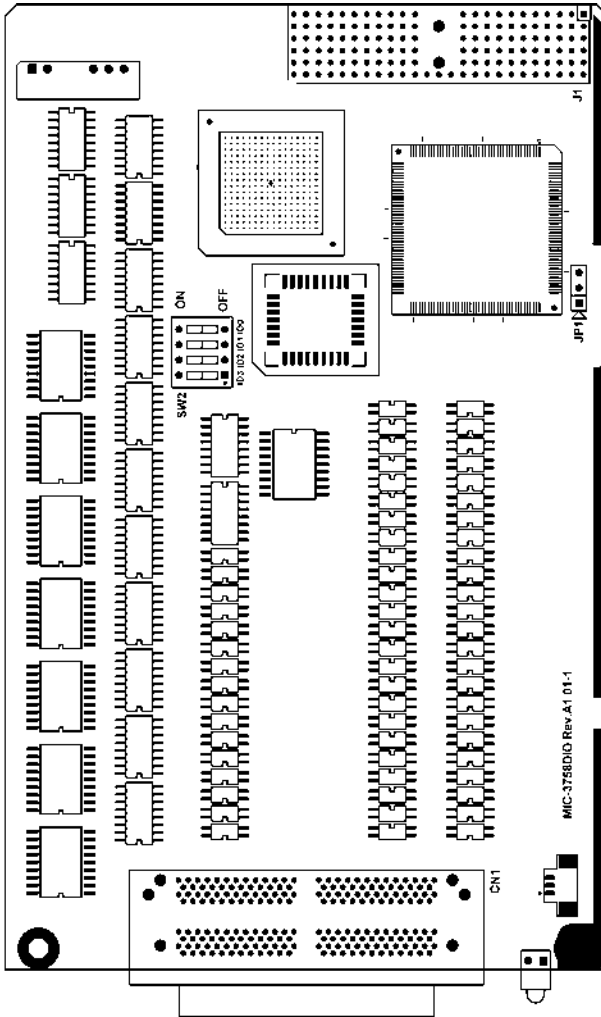 J1
ON
OFF
JP1
ID3 ID2 ID1 ID0
SW2
MIC-3758DIO Rev.A1 01-1
CN1